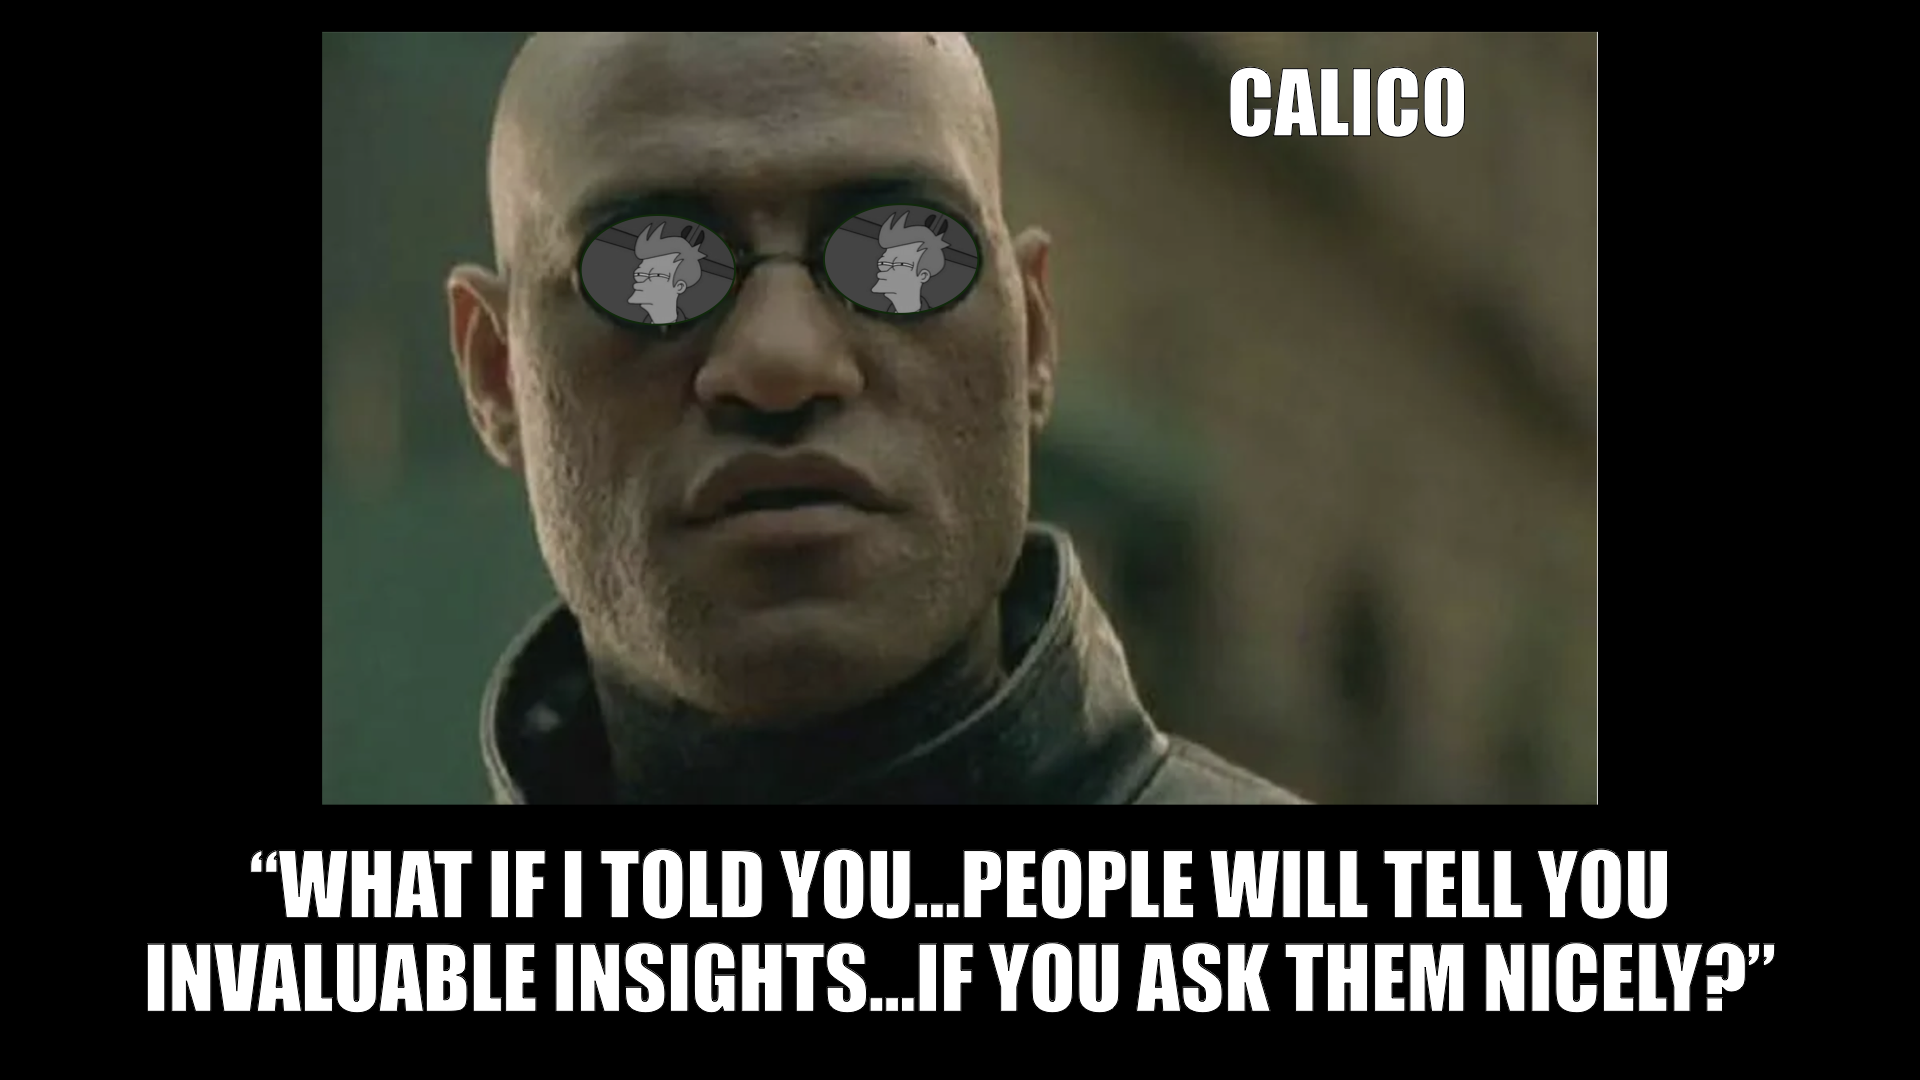 CALICO
“WHAT IF I TOLD YOU...PEOPLE WILL TELL YOU
INVALUABLE INSIGHTS...IF YOU ASK THEM NICELY?”